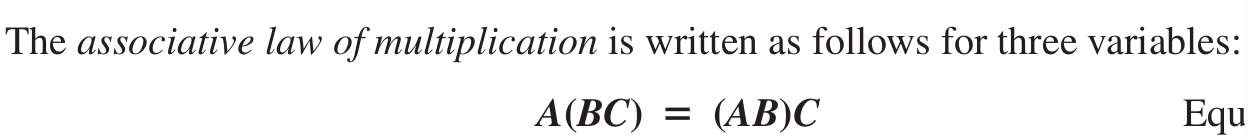 The associative law of multiplication is written as follows for three variables:
A(BC) = (AB)C Equ